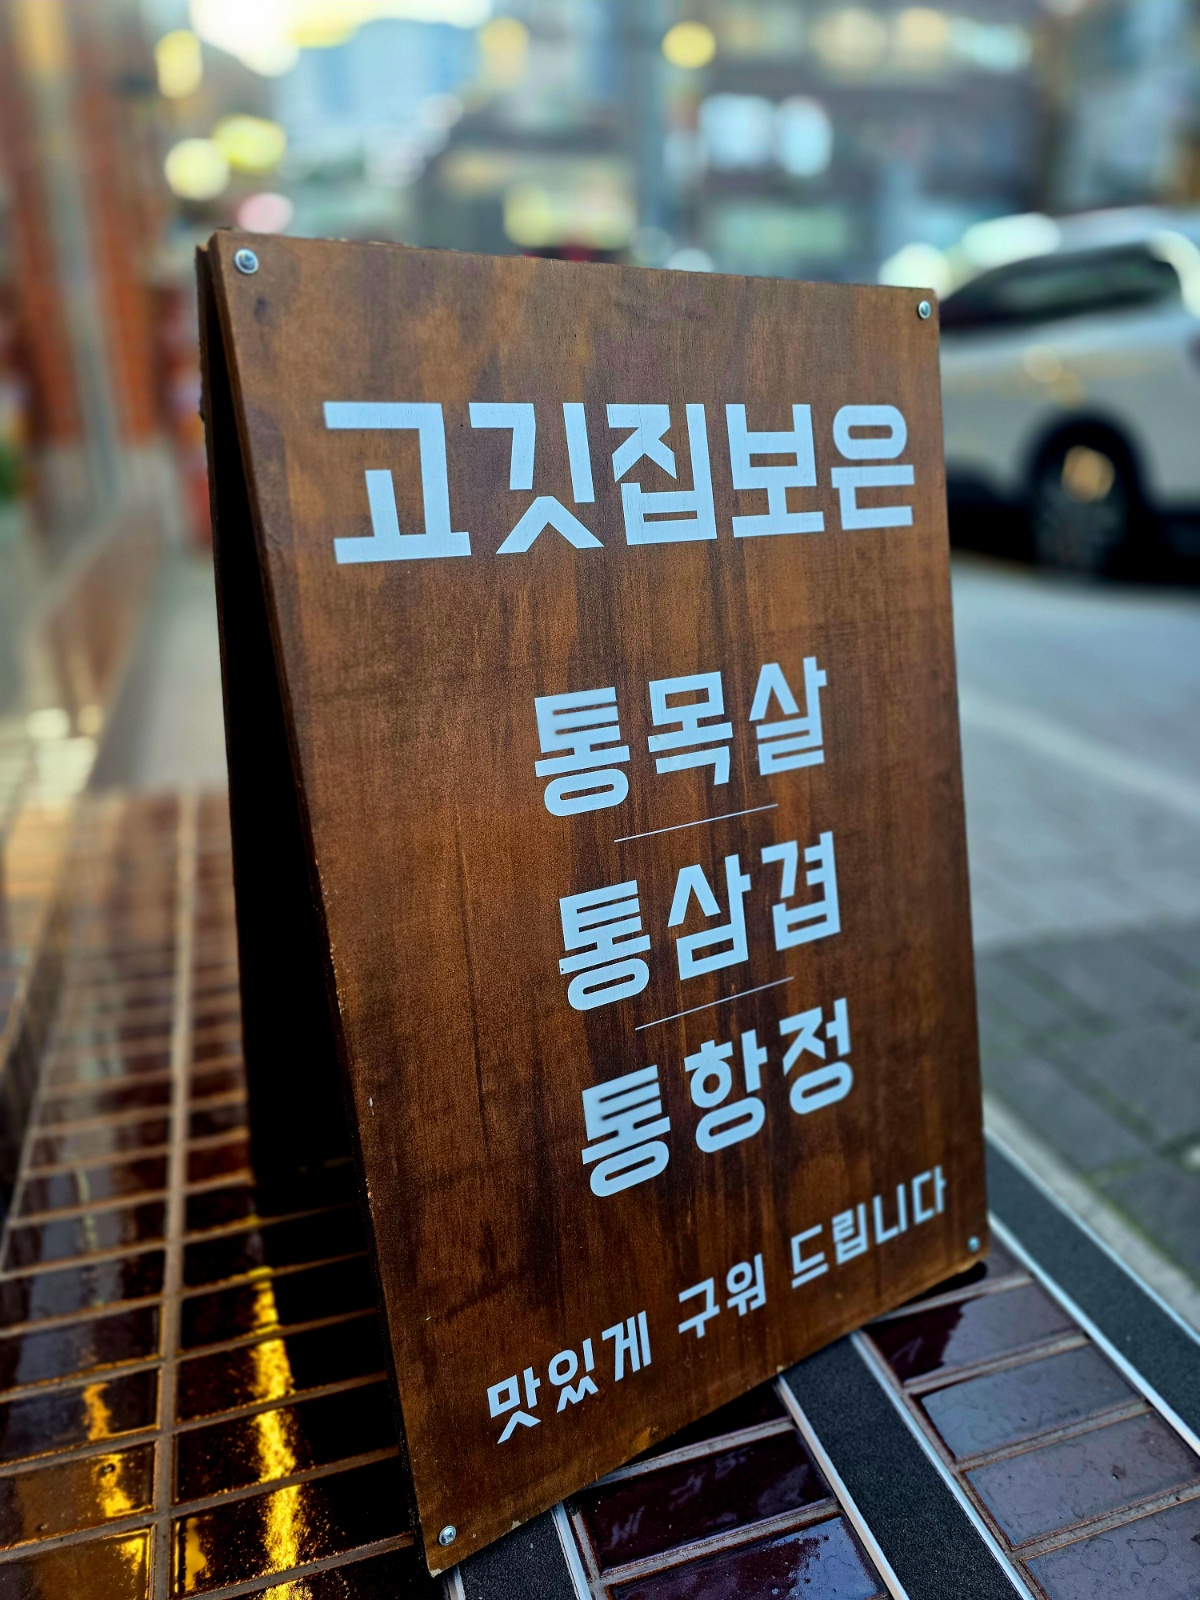 고깃집보은
통목살
통삼겹
통항정
맛있게 구워 드립니다